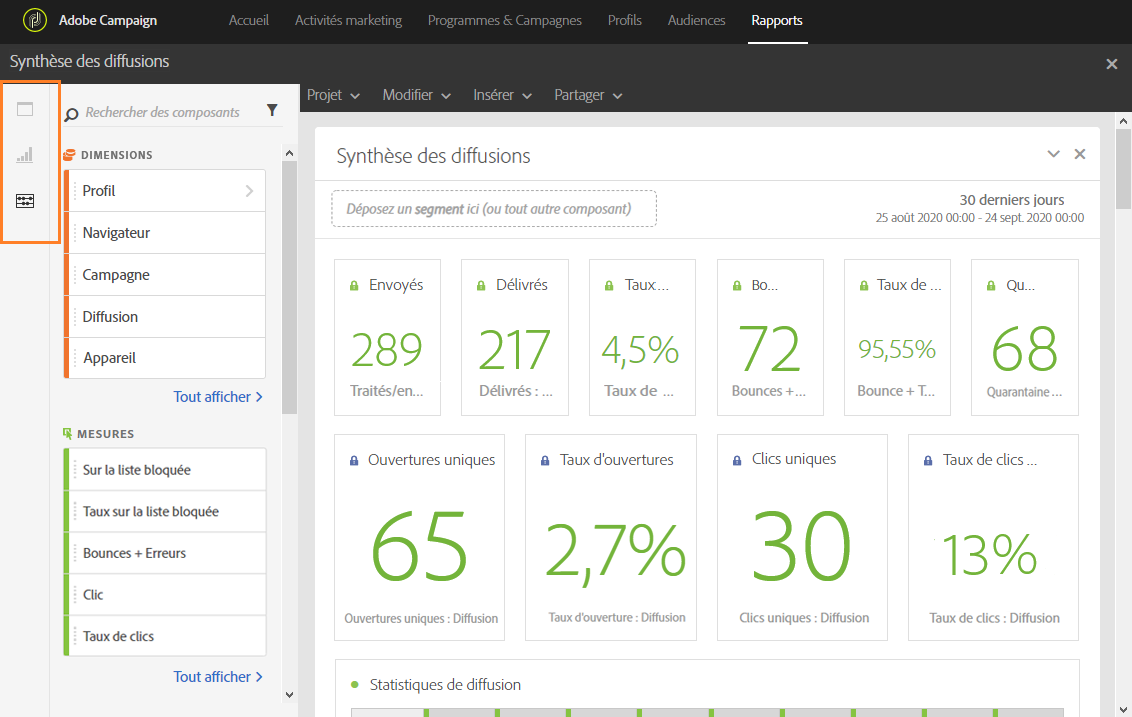 Adobe Campaign
Accueil
Activités marketing
Programmes & Campagnes
Profils
Audiences
Rapports
Synthèse des diffusions
Rechercher des composants
DIMENSIONS
Profil
Navigateur
Campagne
Diffusion
Appareil
Tout afficher
MESURES
Sur la liste bloquée
Taux sur la liste bloquée
Bounces + Erreurs
Clic
Taux de clics
Tout afficher
Projet
Modifier
Insérer
Partager
Synthèse des diffusions
Déposez un segment ici (ou tout autre composant)
30 derniers jours
25 août 2020 00:00 - 24 sept. 2020 00:00
Envoyés
289
Traités/en...
Délivrés
217
Délivrés : ...
Taux ...
4,5%
Taux de ...
Bo...
72
Bounces +...
Taux de ...
95,55%
Bounce + T...
Qu...
68
Quarantaine ...
Ouvertures uniques
65
Ouvertures uniques : Diffusion
Taux d'ouvertures
2,7%
Taux d'ouverture : Diffusion
Clics uniques
30
Clics uniques : Diffusion
Taux de clics ...
13%
Taux de clics : Diffusion
Statistiques de diffusion